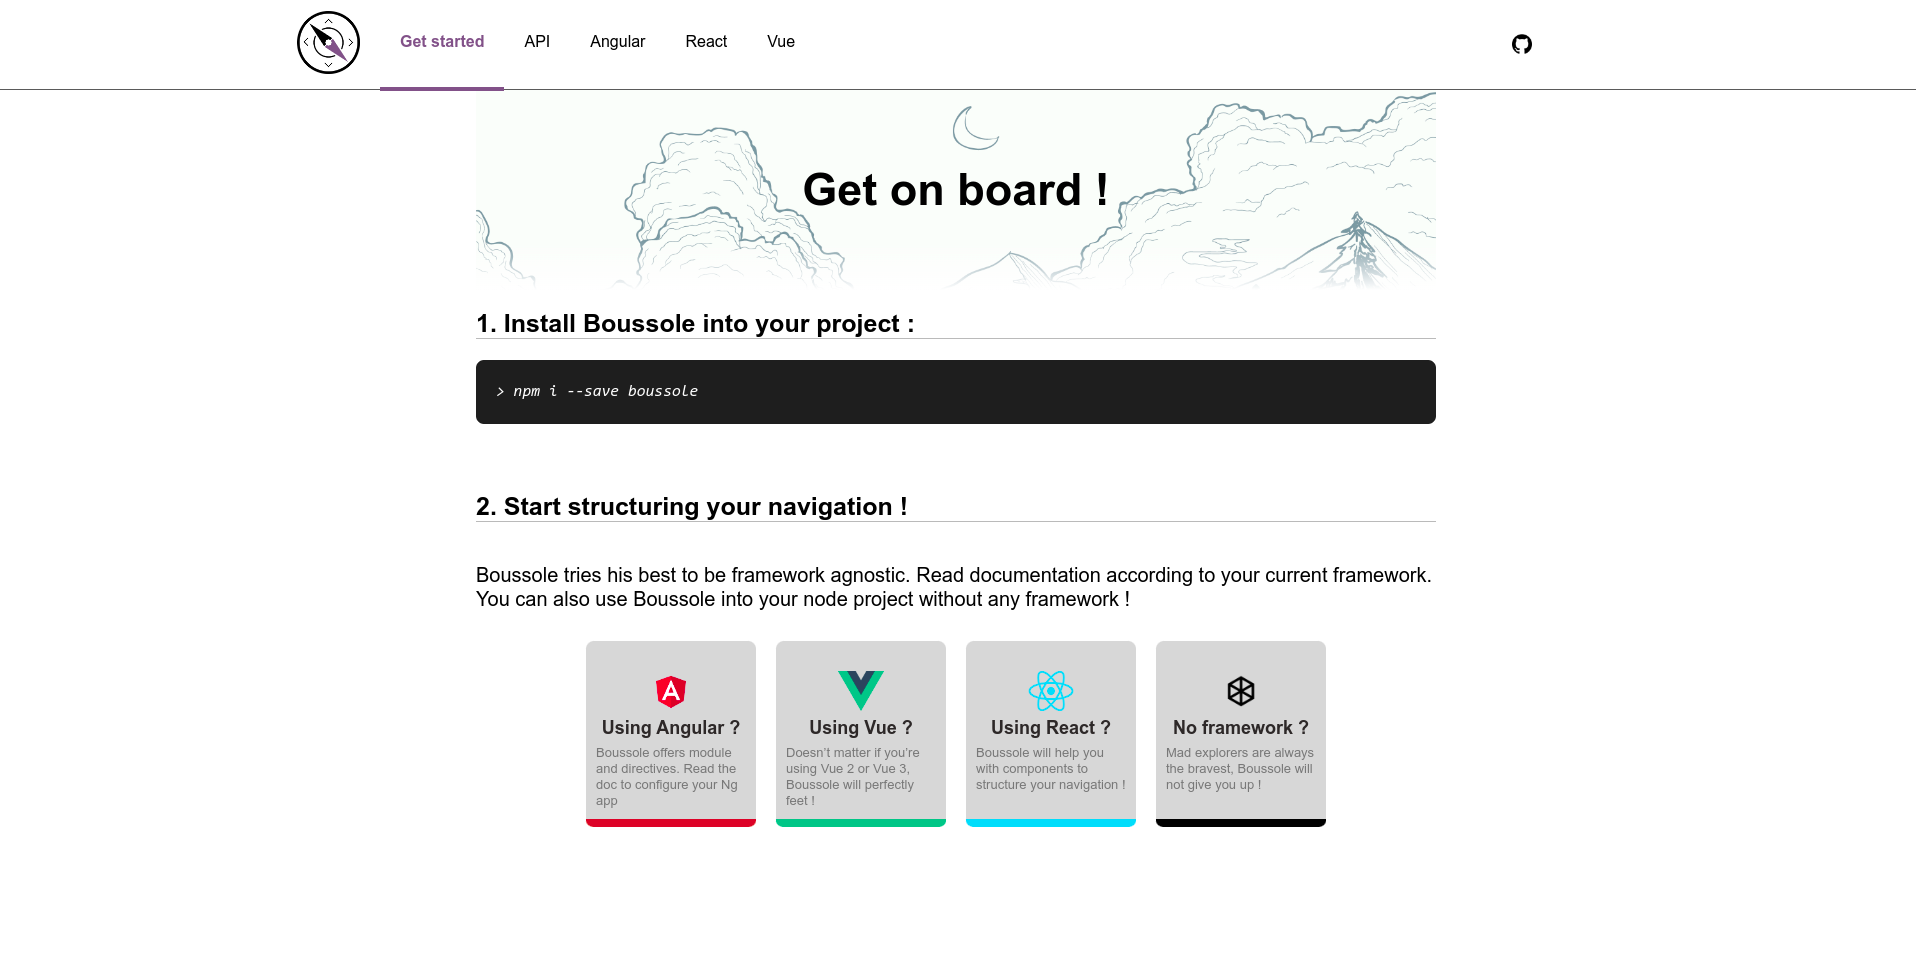 Get started API Angular React Vue
Get on board !
1. Install Boussole into your project :
> npm i --save boussole
2. Start structuring your navigation !
Boussole tries his best to be framework agnostic. Read documentation according to your current framework.
You can also use Boussole into your node project without any framework !
Using Angular ?
Boussole offers module
and directives. Read the
doc to configure your Ng
app
Using Vue ?
Doesn't matter if you're
using Vue 2 or Vue 3,
Boussole will perfectly
feet !
Using React ?
Boussole will help you
with components to
structure your navigation !
No framework ?
Mad explorers are always
the bravest, Boussole will
not give you up !